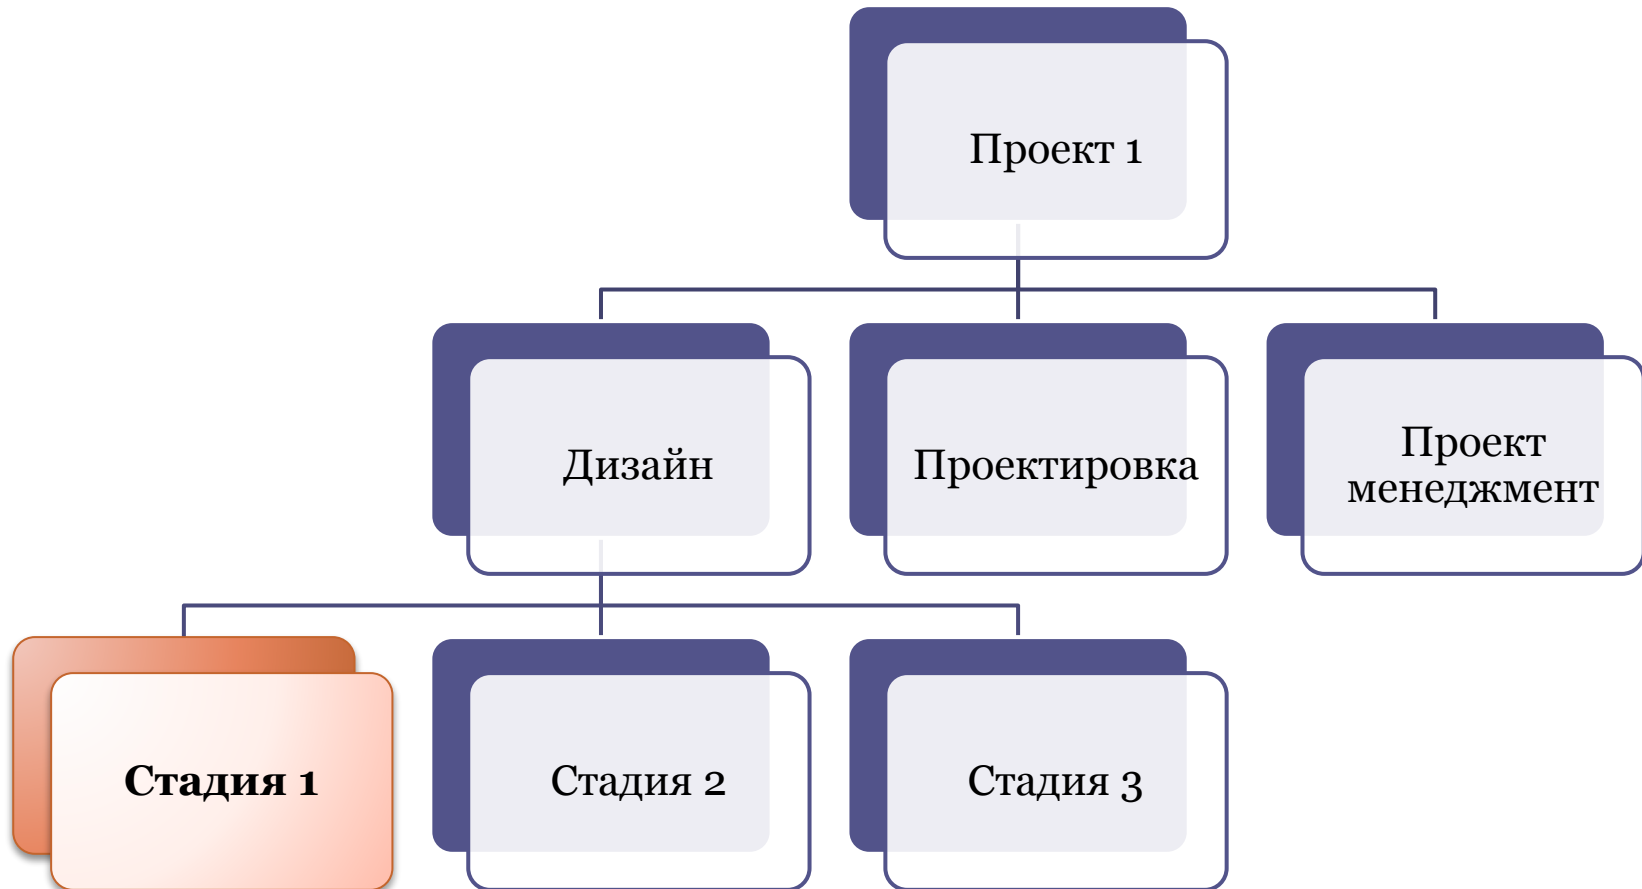 Проект 1
Дизайн
Проектировка
Проект
менеджмент
Стадия 1
Стадия 2
Стадия 3